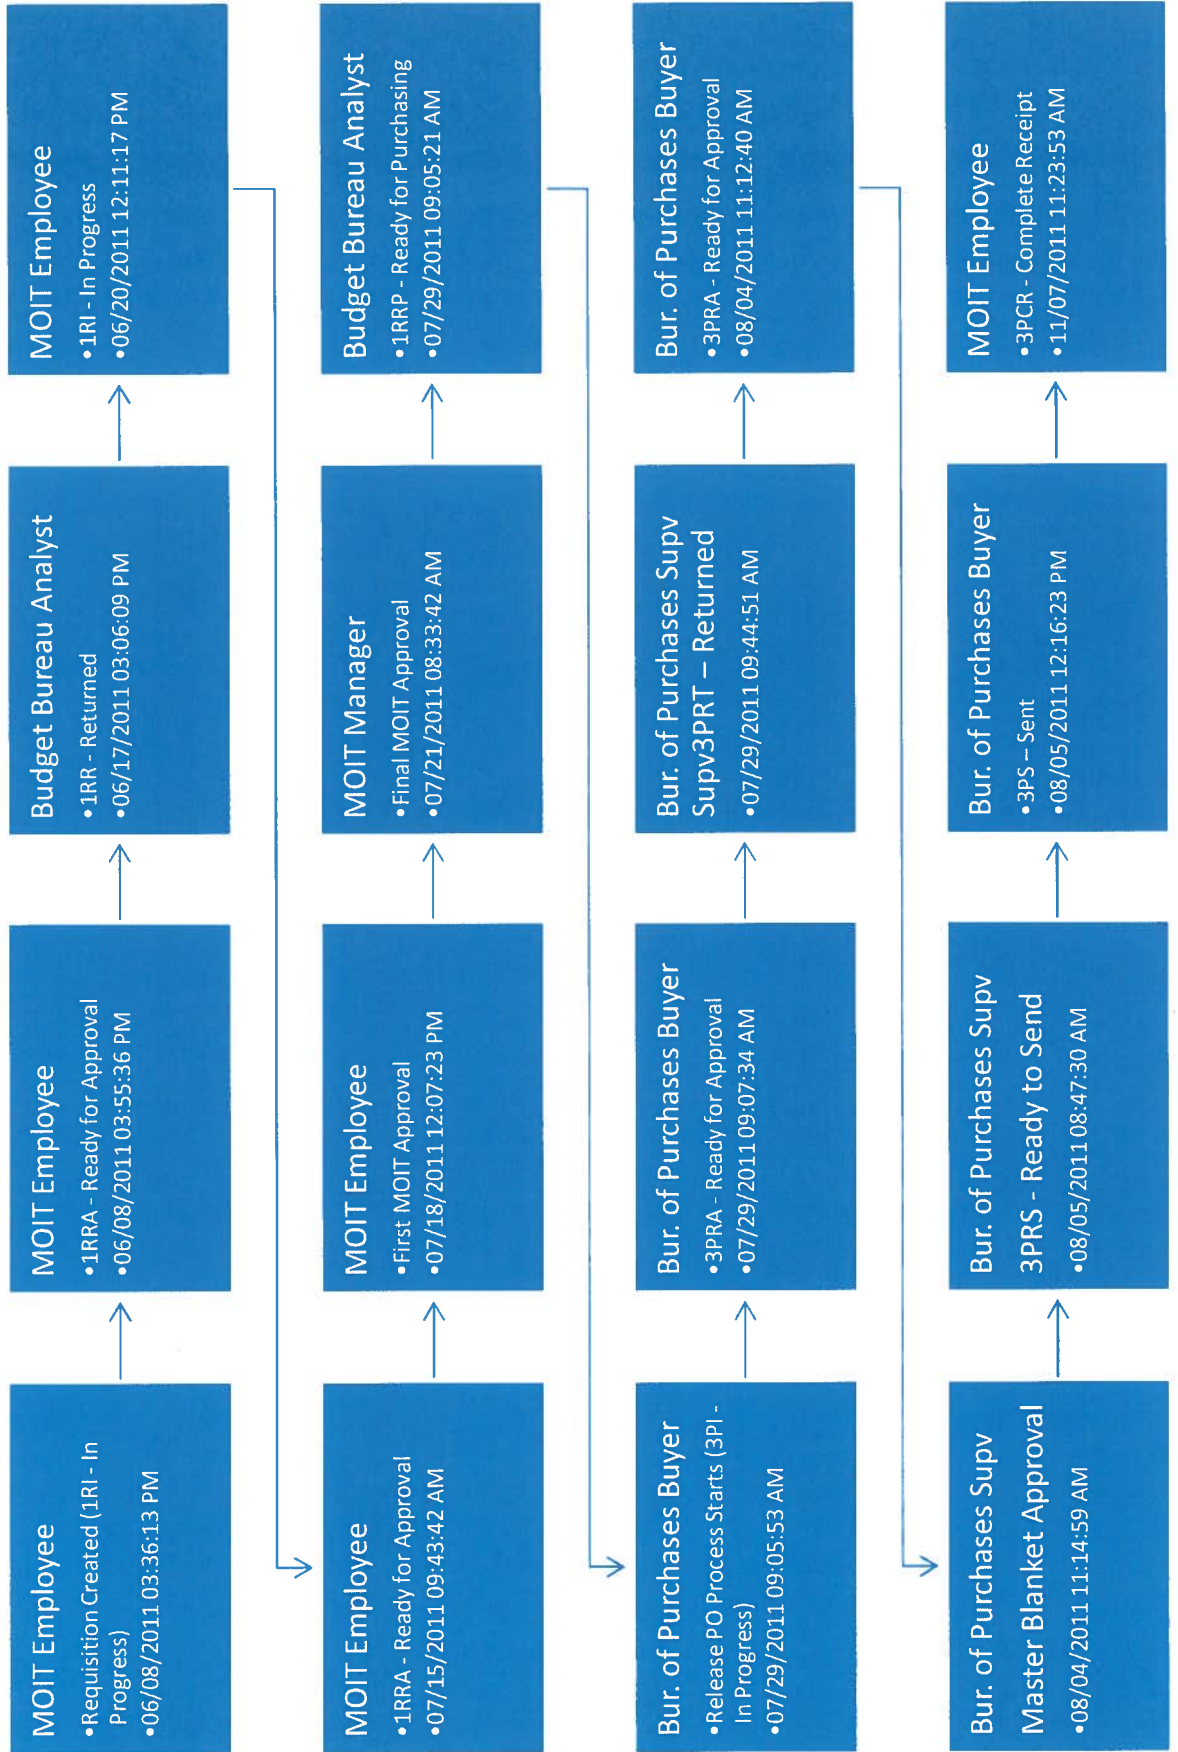 MOIT Employee
•Requisition Created (1RI - In
Progress)
•06/08/2011 03:36:13 PM
MOIT Employee
•1RRA - Ready for Approval
•06/08/2011 03:55:36 PM
Budget Bureau Analyst
•1RR - Returned
•06/17/2011 03:06:09 PM
MOIT Employee
•1RI - In Progress
•06/20/2011 12:11:17 PM
MOIT Employee
•1RRA - Ready for Approval
•07/15/2011 09:43:42 AM
MOIT Employee
•First MOIT Approval
•07/18/2011 12:07:23 PM
MOIT Manager
•Final MOIT Approval
•07/21/2011 08:33:42 AM
Budget Bureau Analyst
•1RRP - Ready for Purchasing
•07/29/2011 09:05:21 AM
Bur. of Purchases Buyer
•Release PO Process Starts (3PI -
In Progress)
•07/29/2011 09:05:53 AM
Bur. of Purchases Buyer
•3PRA - Ready for Approval
•07/29/2011 09:07:34 AM
Bur. of Purchases Supv
Supv3PRT – Returned
•07/29/2011 09:44:51 AM
Bur. of Purchases Buyer
•3PRA - Ready for Approval
•08/04/2011 11:12:40 AM
Bur. of Purchases Supv
Master Blanket Approval
•08/04/2011 11:14:59 AM
Bur. of Purchases Supv
3PRS - Ready to Send
•08/05/2011 08:47:30 AM
Bur. of Purchases Buyer
•3PS – Sent
•08/05/2011 12:16:23 PM
MOIT Employee
•3PCR - Complete Receipt
•11/07/2011 11:23:53 AM